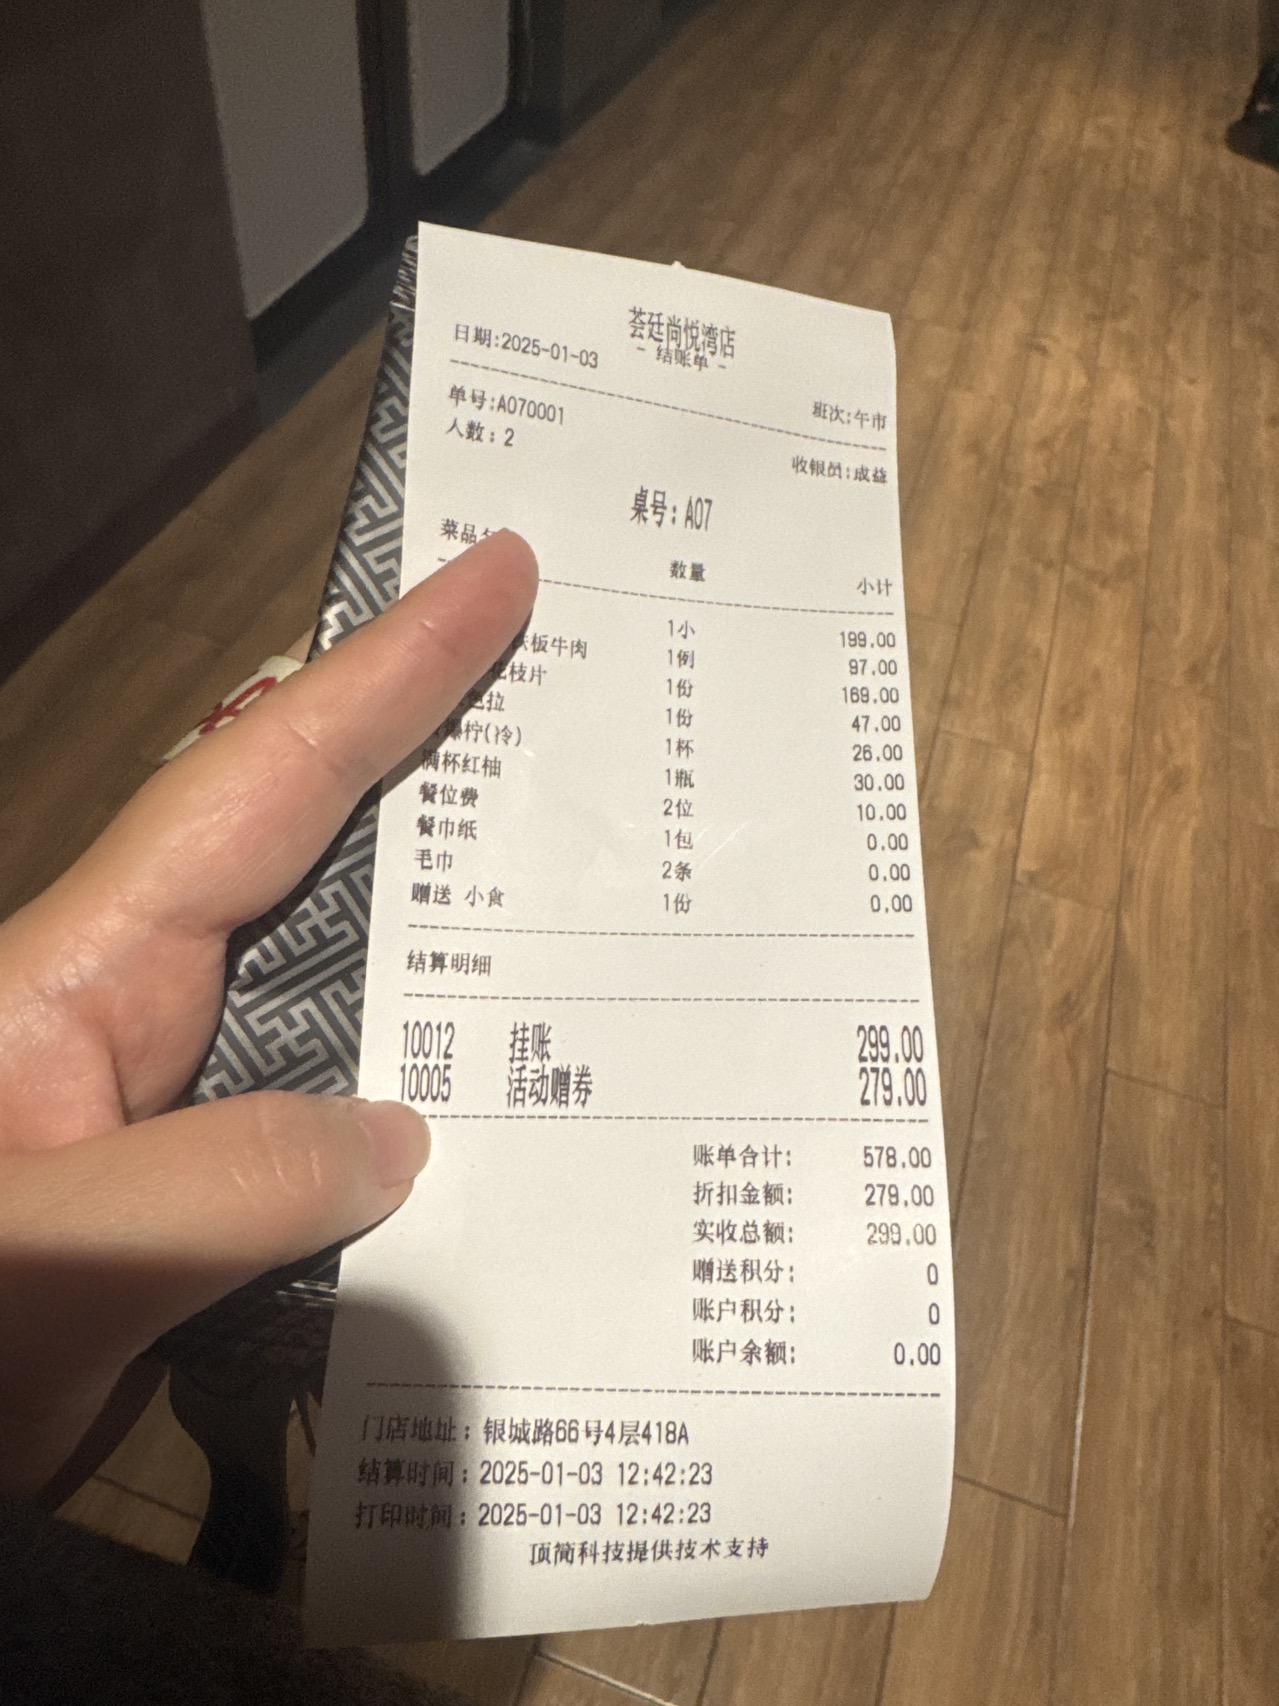 荟廷尚悦湾店
- 结账单 -
日期:2025-01-03 班次:午市
单号:A070001
人数:2 收银员:成益
桌号:A07
菜品 数量 小计
1小 199.00
板牛肉 1例 97.00
花枝片 1份 169.00
色拉 1份 47.00
爆柠(冷) 1杯 26.00
满杯红柚 1瓶 30.00
餐位费 2位 10.00
餐巾纸 1包 0.00
毛巾 2条 0.00
赠送 小食 1份 0.00
结算明细
10012 挂账 299.00
10005 活动赠券 279.00
账单合计: 578.00
折扣金额: 279.00
实收总额: 299.00
赠送积分: 0
账户积分: 0
账户余额: 0.00
门店地址:银城路66号4层418A
结算时间:2025-01-03 12:42:23
打印时间:2025-01-03 12:42:23
顶简科技提供技术支持